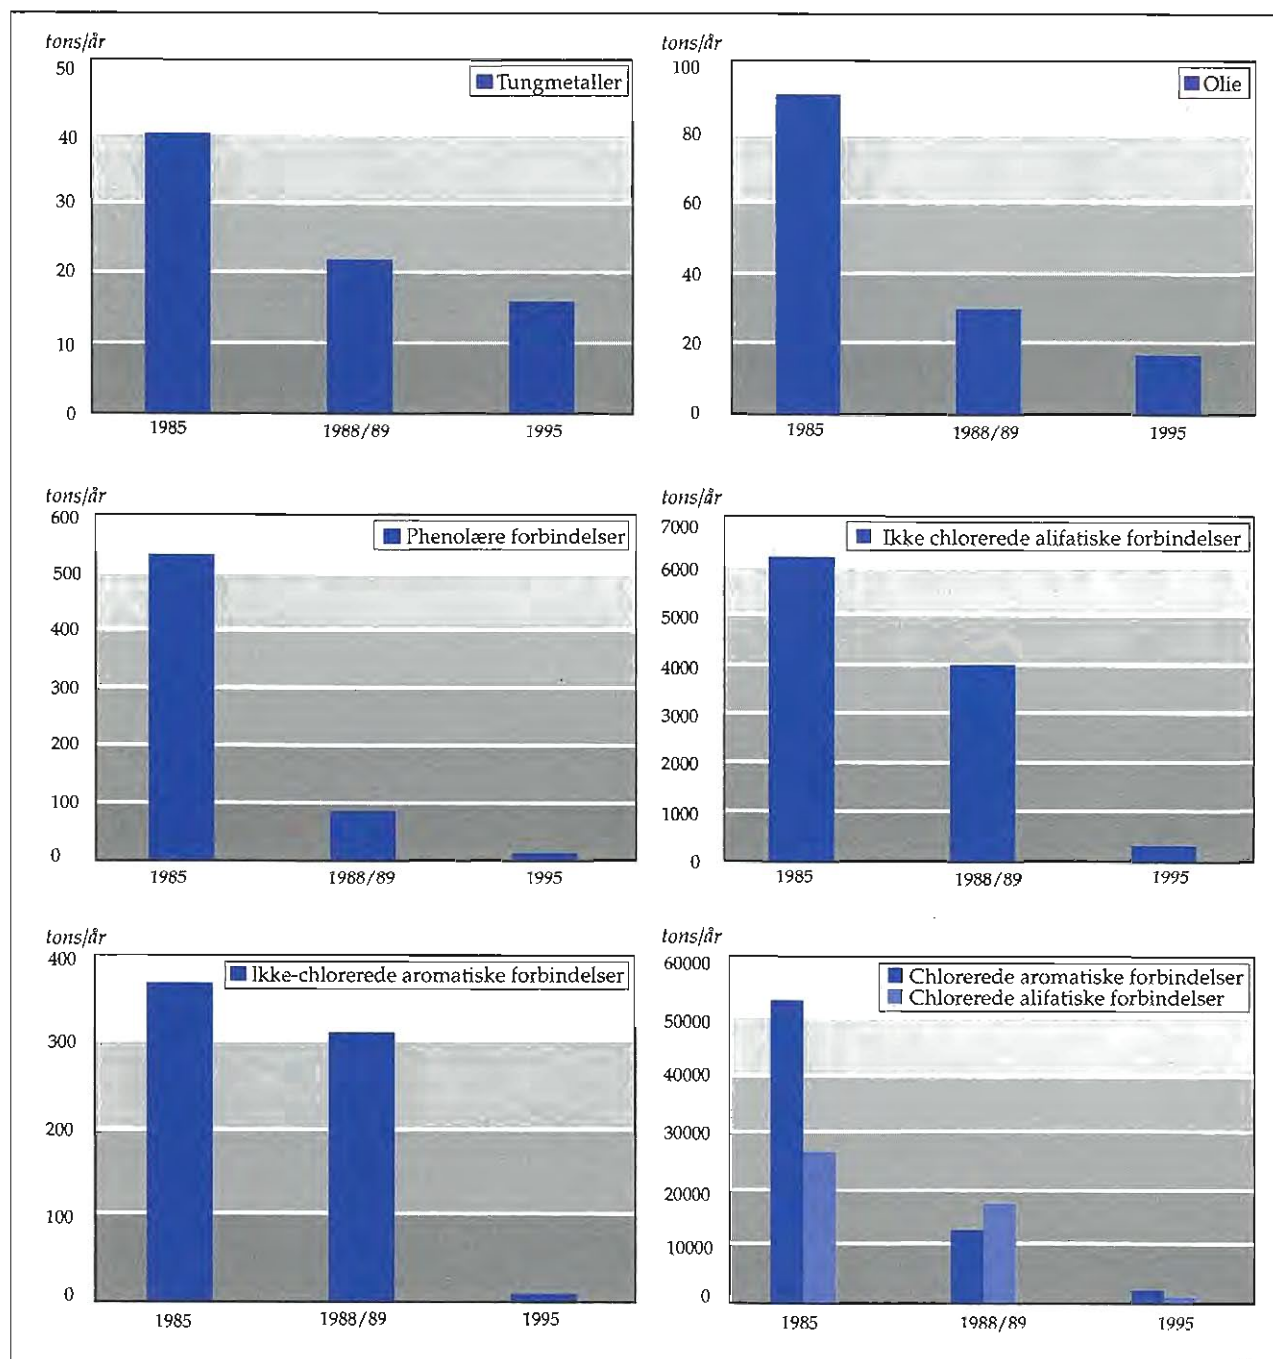 tons/år
50
Tungmetaller
40
30
20
10
0
1985 1988/89 1995
tons/år
100
Olie
80
60
40
20
0
1985 1988/89 1995
tons/år
600
Phenolære forbindelser
500
400
300
200
100
0
1985 1988/89 1995
tons/år
7000
Ikke chlorerede alifatiske forbindelser
6000
5000
4000
3000
2000
1000
0
1985 1988/89 1995
tons/år
400
Ikke-chlorerede aromatiske forbindelser
300
200
100
0
1985 1988/89 1995
tons/år
60000
Chlorerede aromatiske forbindelser
Chlorerede alifatiske forbindelser
50000
40000
30000
20000
10000
0
1985 1988/89 1995